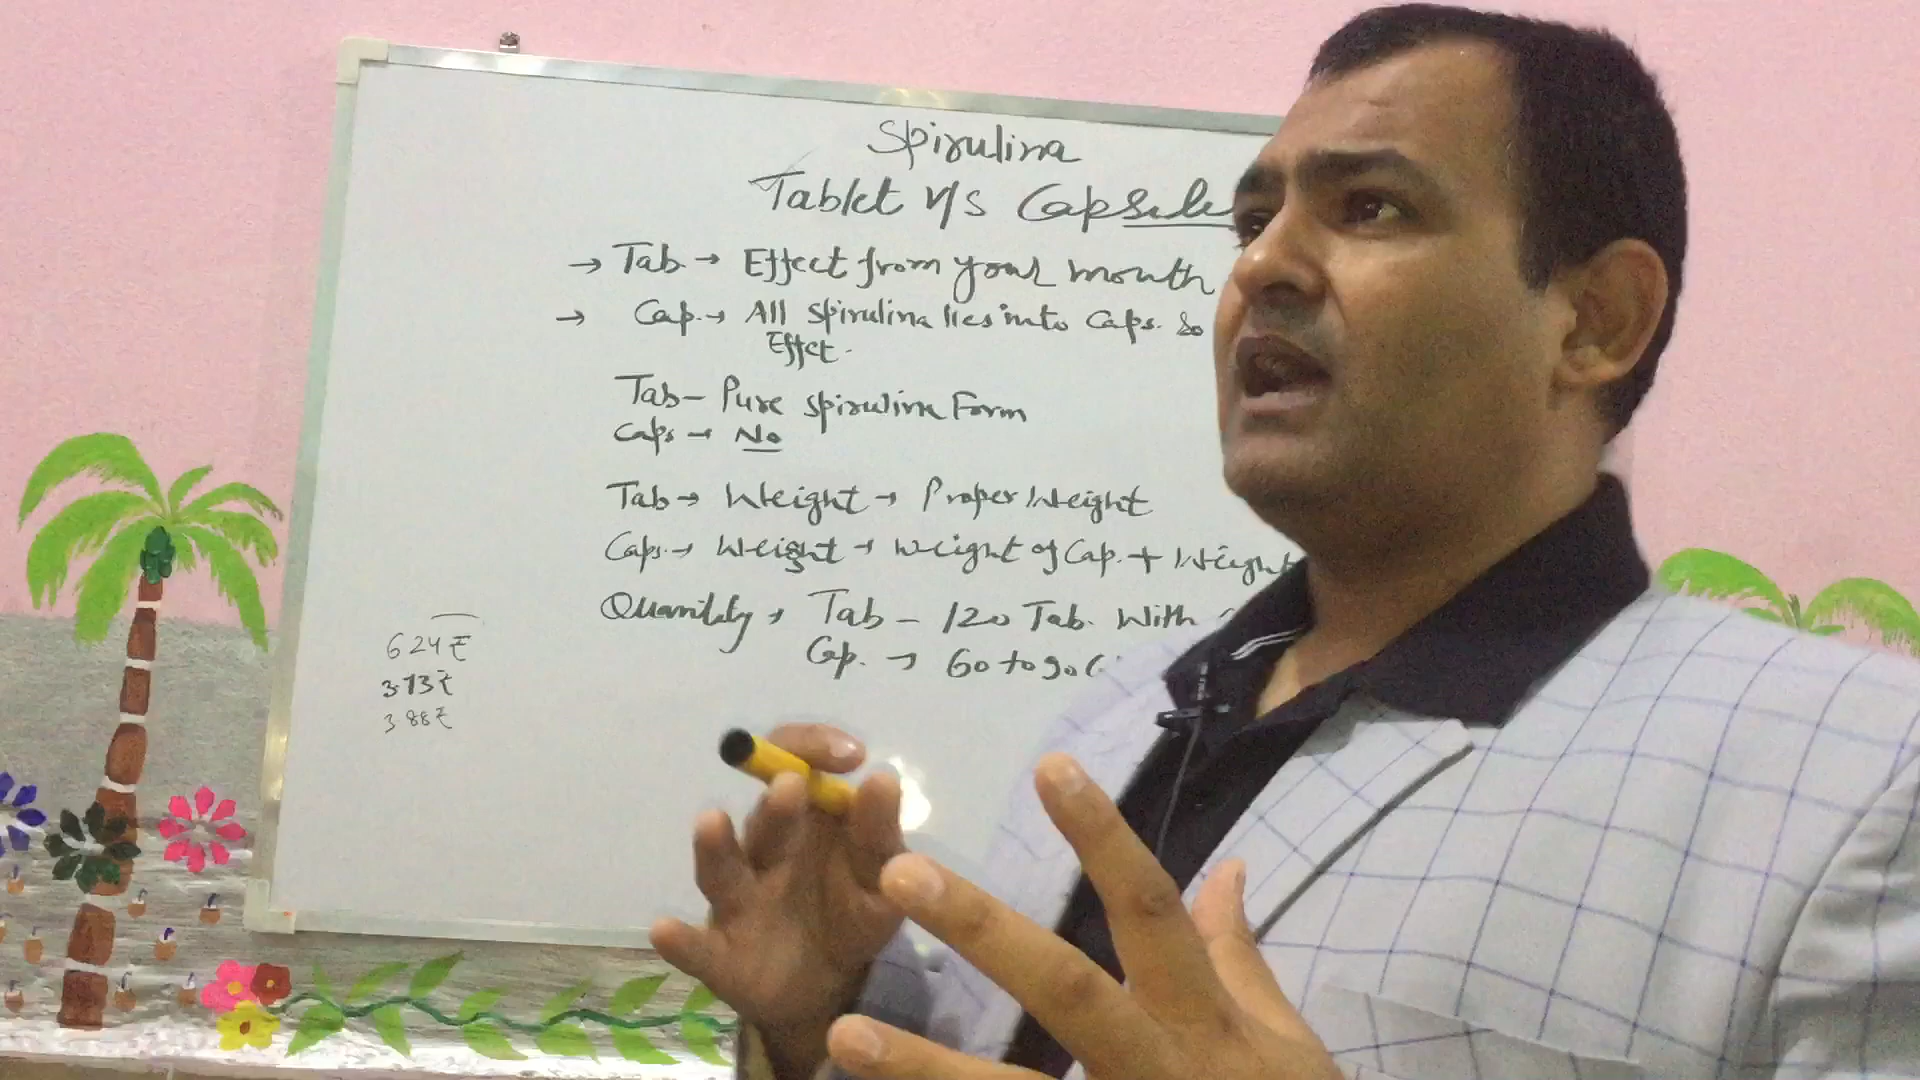 Spirulina
Tablet v/s Capsule
→ Tab. → Effect from your mouth
→ Cap. → All Spirulina lies into Caps. So
Effet.
Tab - Pure Spirulina Form
Caps → No
Tab → Weight → Proper Weight
Caps. → Weight → Weight of Cap. + Weight
Quantity → Tab - 120 Tab. With
Cap. → 60 to 90
624₹
373₹
388₹